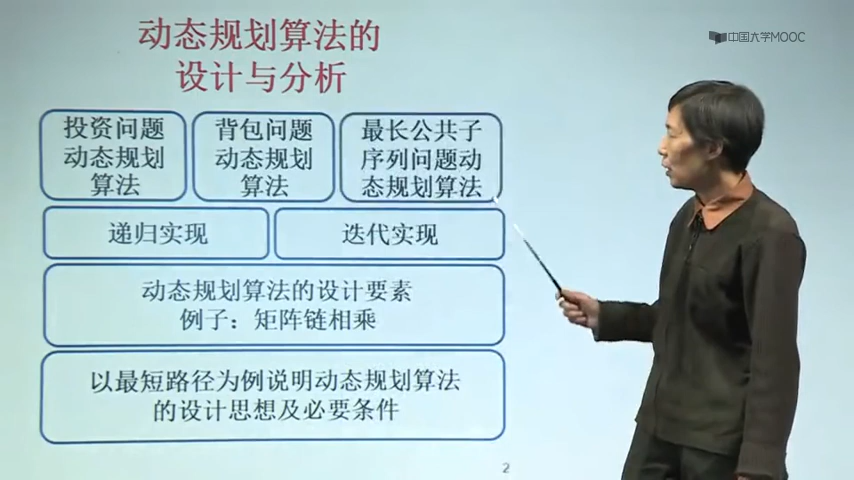 动态规划算法的
设计与分析
中国大学MOOC
投资问题
动态规划
算法
背包问题
动态规划
算法
最长公共子
序列问题动
态规划算法
递归实现
迭代实现
动态规划算法的设计要素
例子：矩阵链相乘
以最短路径为例说明动态规划算法
的设计思想及必要条件
2